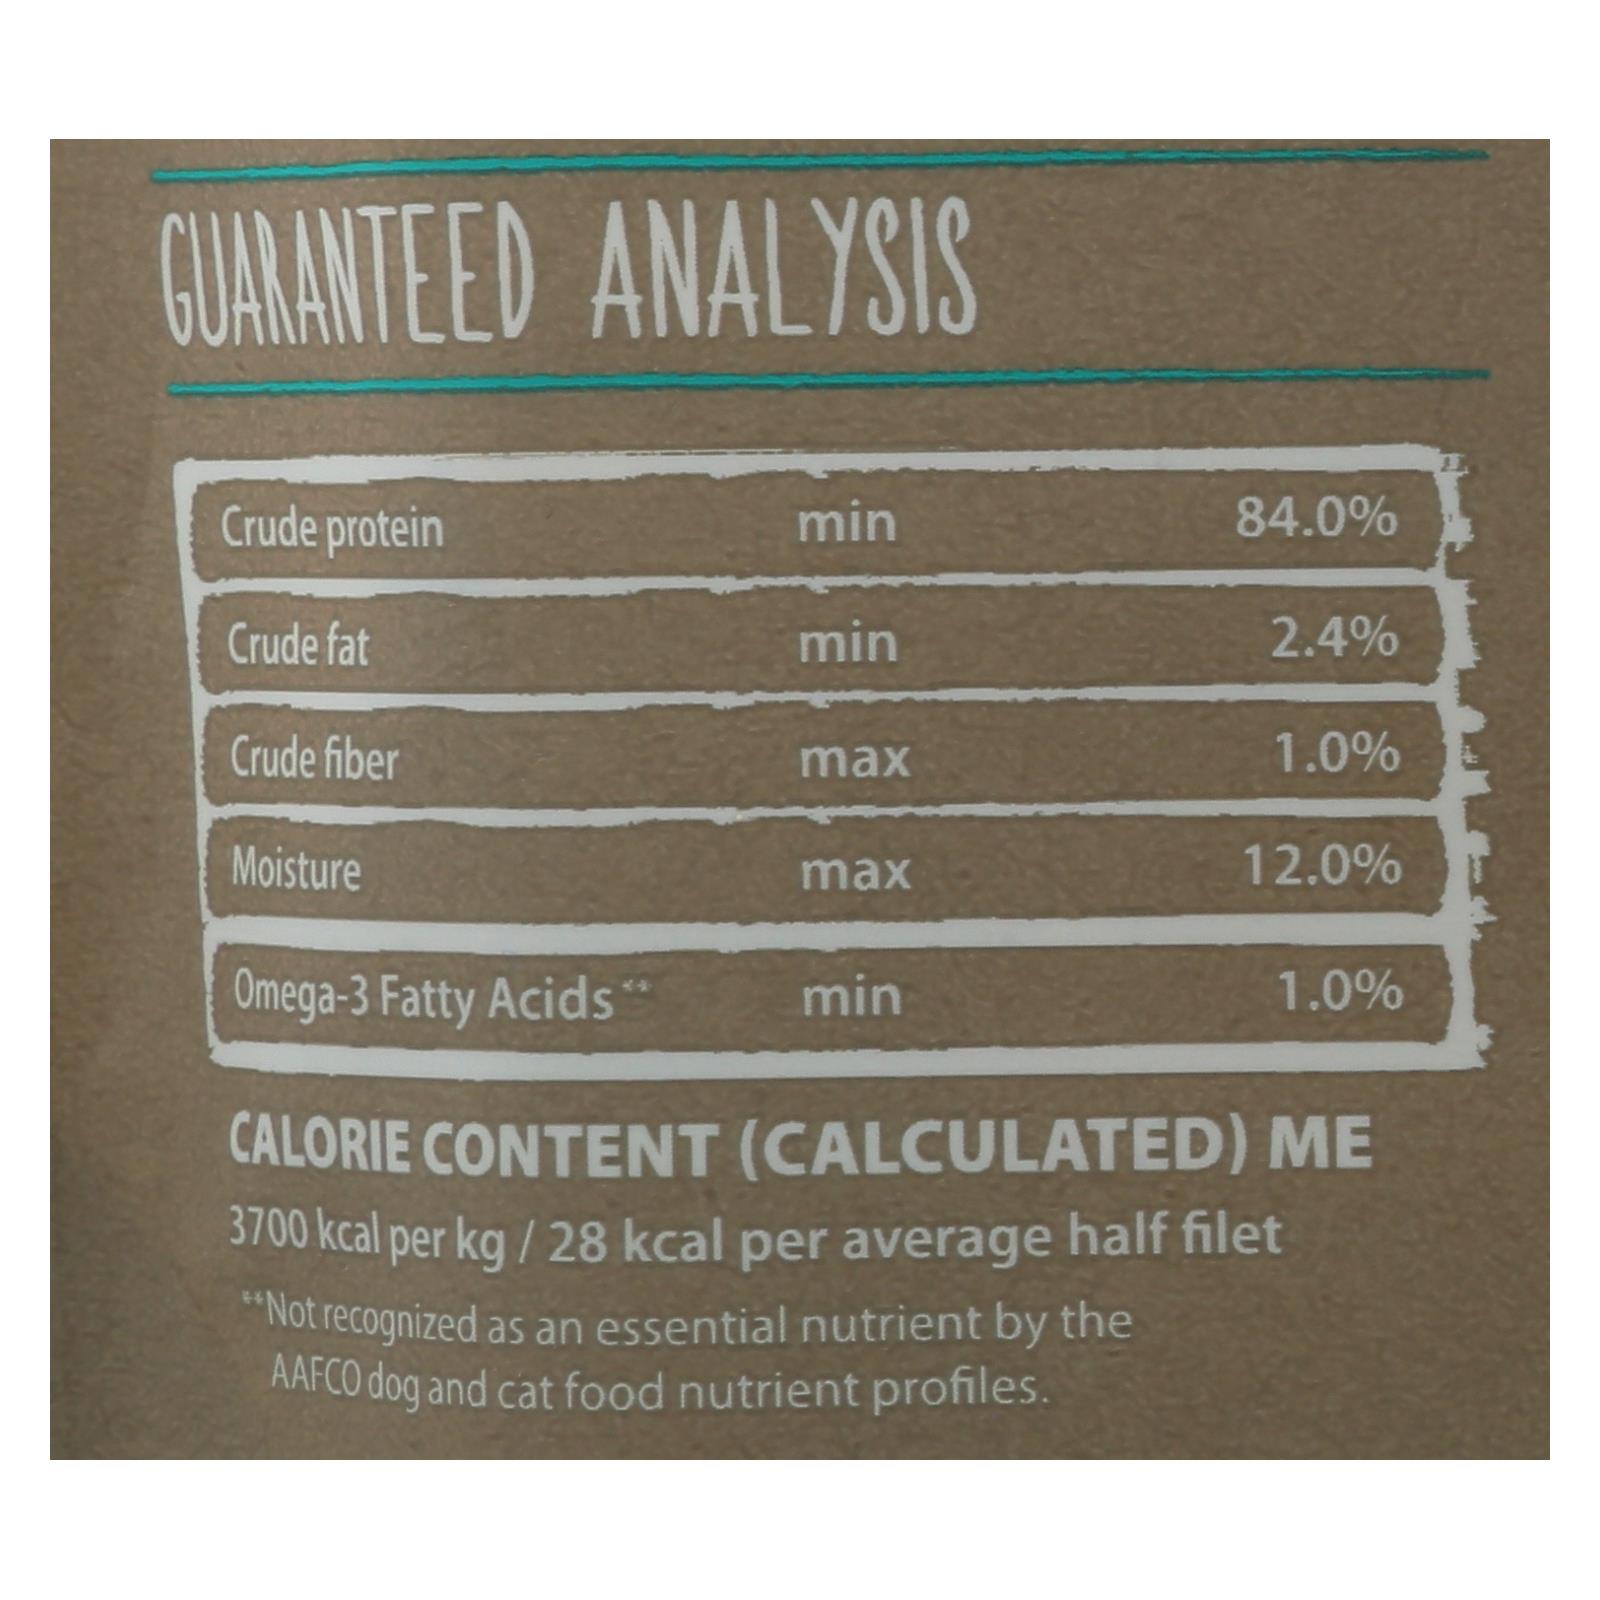 GUARANTEED ANALYSIS
Crude protein min 84.0%
Crude fat min 2.4%
Crude fiber max 1.0%
Moisture max 12.0%
Omega-3 Fatty Acids** min 1.0%
CALORIE CONTENT (CALCULATED) ME
3700 kcal per kg / 28 kcal per average half filet
**Not recognized as an essential nutrient by the
AAFCO dog and cat food nutrient profiles.